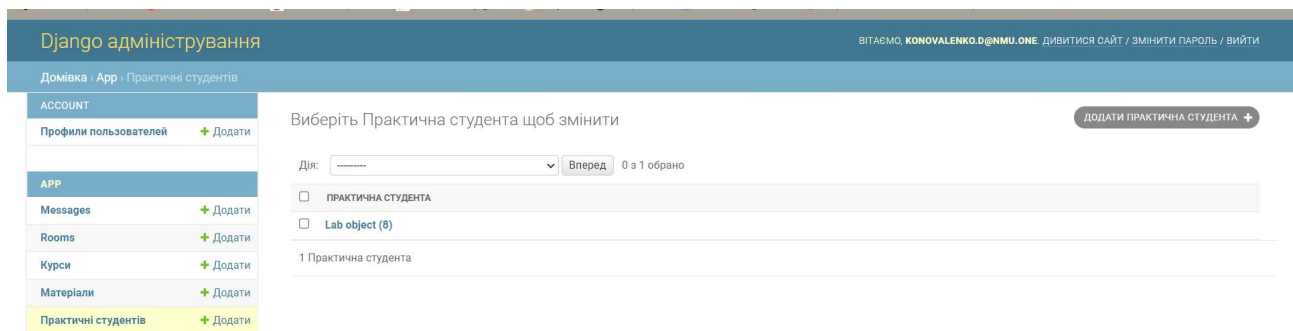 Django адміністрування
ВІТАЄМО, KONOVALENKO.D@NMU.ONE. ДИВИТИСЯ САЙТ / ЗМІНИТИ ПАРОЛЬ / ВИЙТИ
Домівка › App › Практичні студентів
ACCOUNT
Профили пользователей + Додати
APP
Messages + Додати
Rooms + Додати
Курси + Додати
Матеріали + Додати
Практичні студентів + Додати
Виберіть Практична студента щоб змінити
ДОДАТИ ПРАКТИЧНА СТУДЕНТА +
Дія: --------- Вперед 0 з 1 обрано
ПРАКТИЧНА СТУДЕНТА
Lab object (8)
1 Практична студента